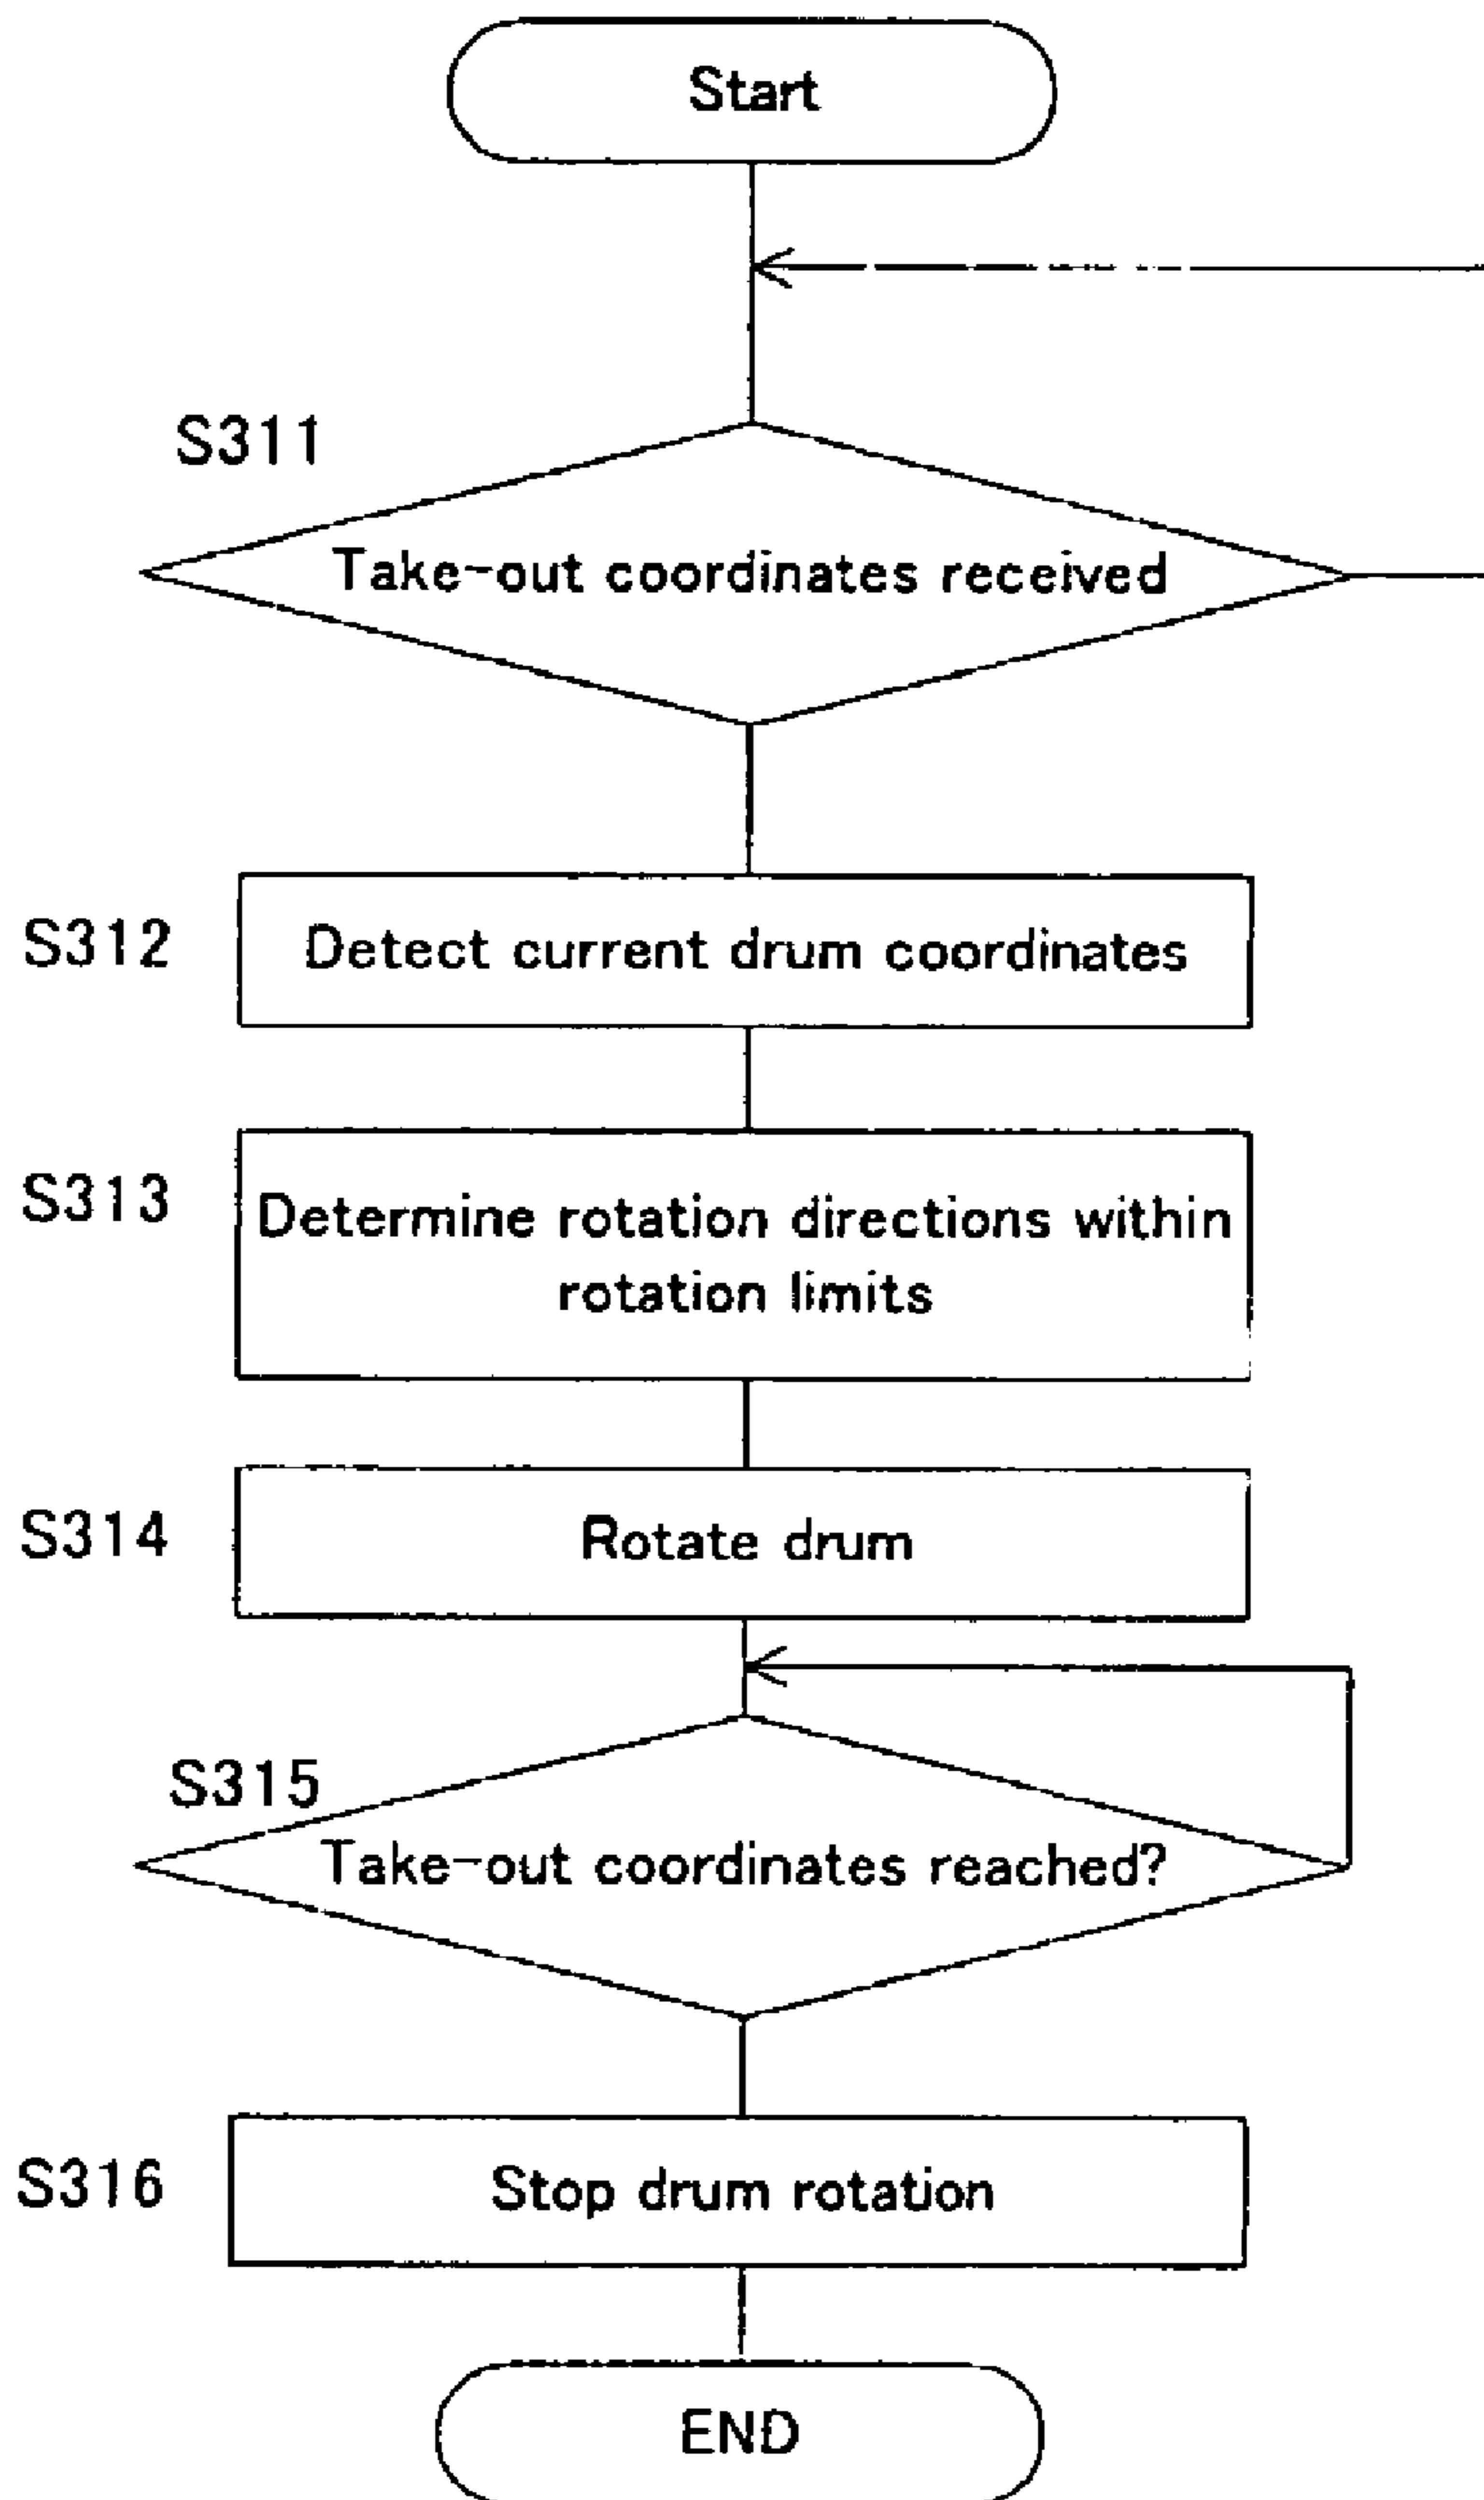 Start
S311
Take-out coordinates received
S312
Detect current drum coordinates
S313
Determine rotation directions within
rotation limits
S314
Rotate drum
S315
Take-out coordinates reached?
S316
Stop drum rotation
END